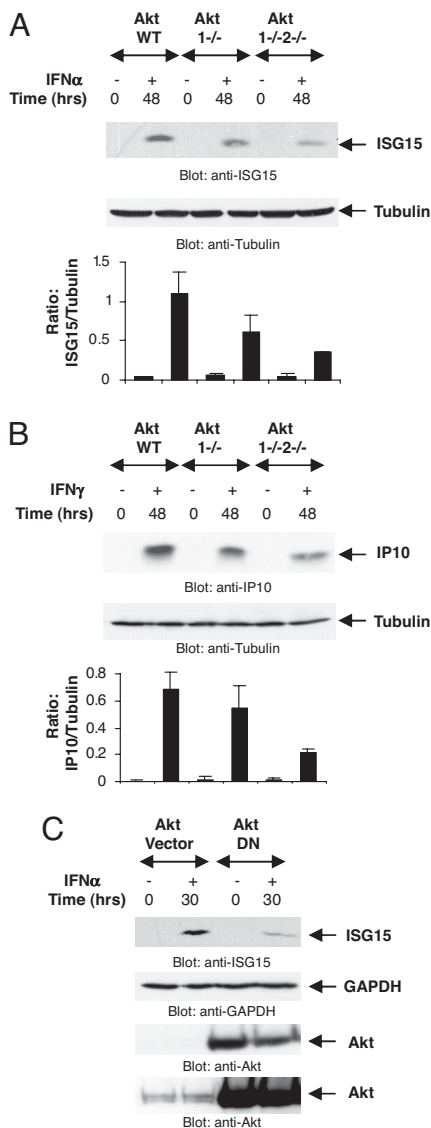 A
Akt Akt Akt
WT 1-/- 1-/-2-/-
IFNα - + - + - +
Time (hrs) 0 48 0 48 0 48
ISG15
Blot: anti-ISG15
Tubulin
Blot: anti-Tubulin
Ratio:
ISG15/Tubulin
1.5
1
0.5
0
B
Akt Akt Akt
WT 1-/- 1-/-2-/-
IFNγ - + - + - +
Time (hrs) 0 48 0 48 0 48
IP10
Blot: anti-IP10
Tubulin
Blot: anti-Tubulin
Ratio:
IP10/Tubulin
0.8
0.6
0.4
0.2
0
C
Akt Akt
Vector DN
IFNα - + - +
Time (hrs) 0 30 0 30
ISG15
Blot: anti-ISG15
GAPDH
Blot: anti-GAPDH
Akt
Blot: anti-Akt
Akt
Blot: anti-Akt